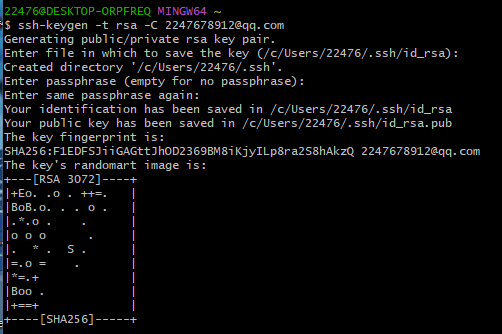 22476@DESKTOP-ORPFREQ MINGW64 ~
$ ssh-keygen -t rsa -C 2247678912@qq.com
Generating public/private rsa key pair.
Enter file in which to save the key (/c/Users/22476/.ssh/id_rsa):
Created directory '/c/Users/22476/.ssh'.
Enter passphrase (empty for no passphrase):
Enter same passphrase again:
Your identification has been saved in /c/Users/22476/.ssh/id_rsa
Your public key has been saved in /c/Users/22476/.ssh/id_rsa.pub
The key fingerprint is:
SHA256:F1EDFSJiiGAGttJhOD2369BM8iKjyILp8ra2S8hAkzQ 2247678912@qq.com
The key's randomart image is:
+---[RSA 3072]----+
|+Eo. .o . ++=.   |
|BoB.o. . . o .   |
|.*.o .    .      |
|o o o      .     |
|.  * .  S .      |
|=.o =    .       |
|*=.+             |
|Boo .            |
|+==+             |
+----[SHA256]-----+